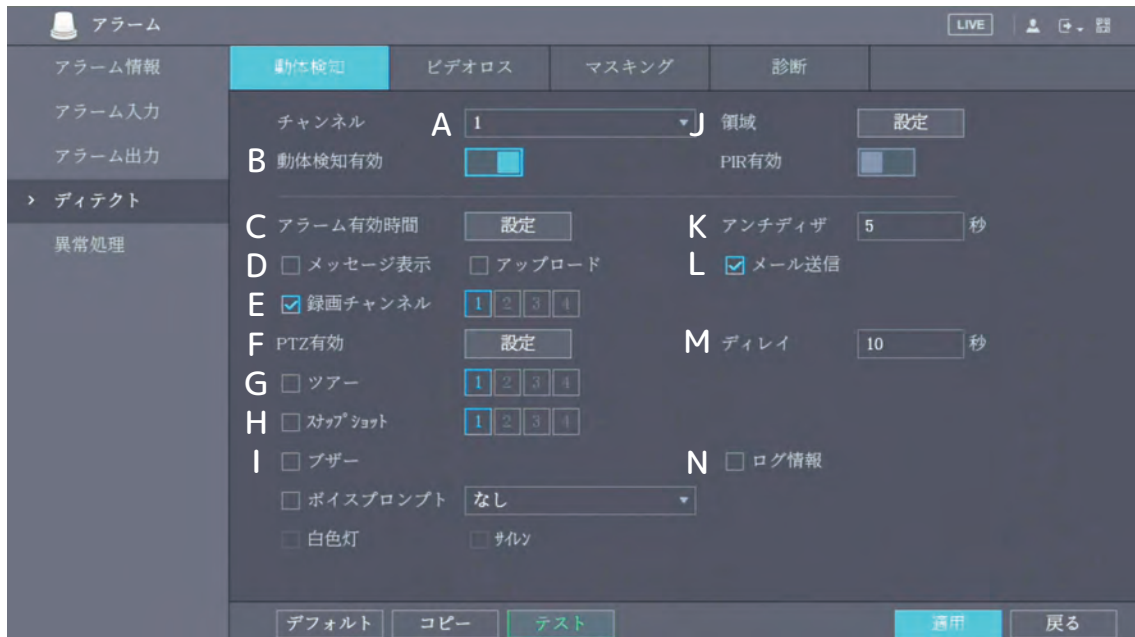 アラーム LIVE
アラーム情報
アラーム入力
アラーム出力
ディテクト
異常処理
動体検知 ビデオロス マスキング 診断
チャンネル A 1 J 領域 設定
B 動体検知有効 PIR有効
C アラーム有効時間 設定 K アンチディザ 5 秒
D メッセージ表示 アップロード L メール送信
E 録画チャンネル 1 2 3 4
F PTZ有効 設定 M ディレイ 10 秒
G ツアー 1 2 3 4
H ｽﾅｯﾌﾟｼｮｯﾄ 1 2 3 4
I ブザー N ログ情報
ボイスプロンプト なし
白色灯 ｻｲﾚﾝ
デフォルト コピー テスト 適用 戻る